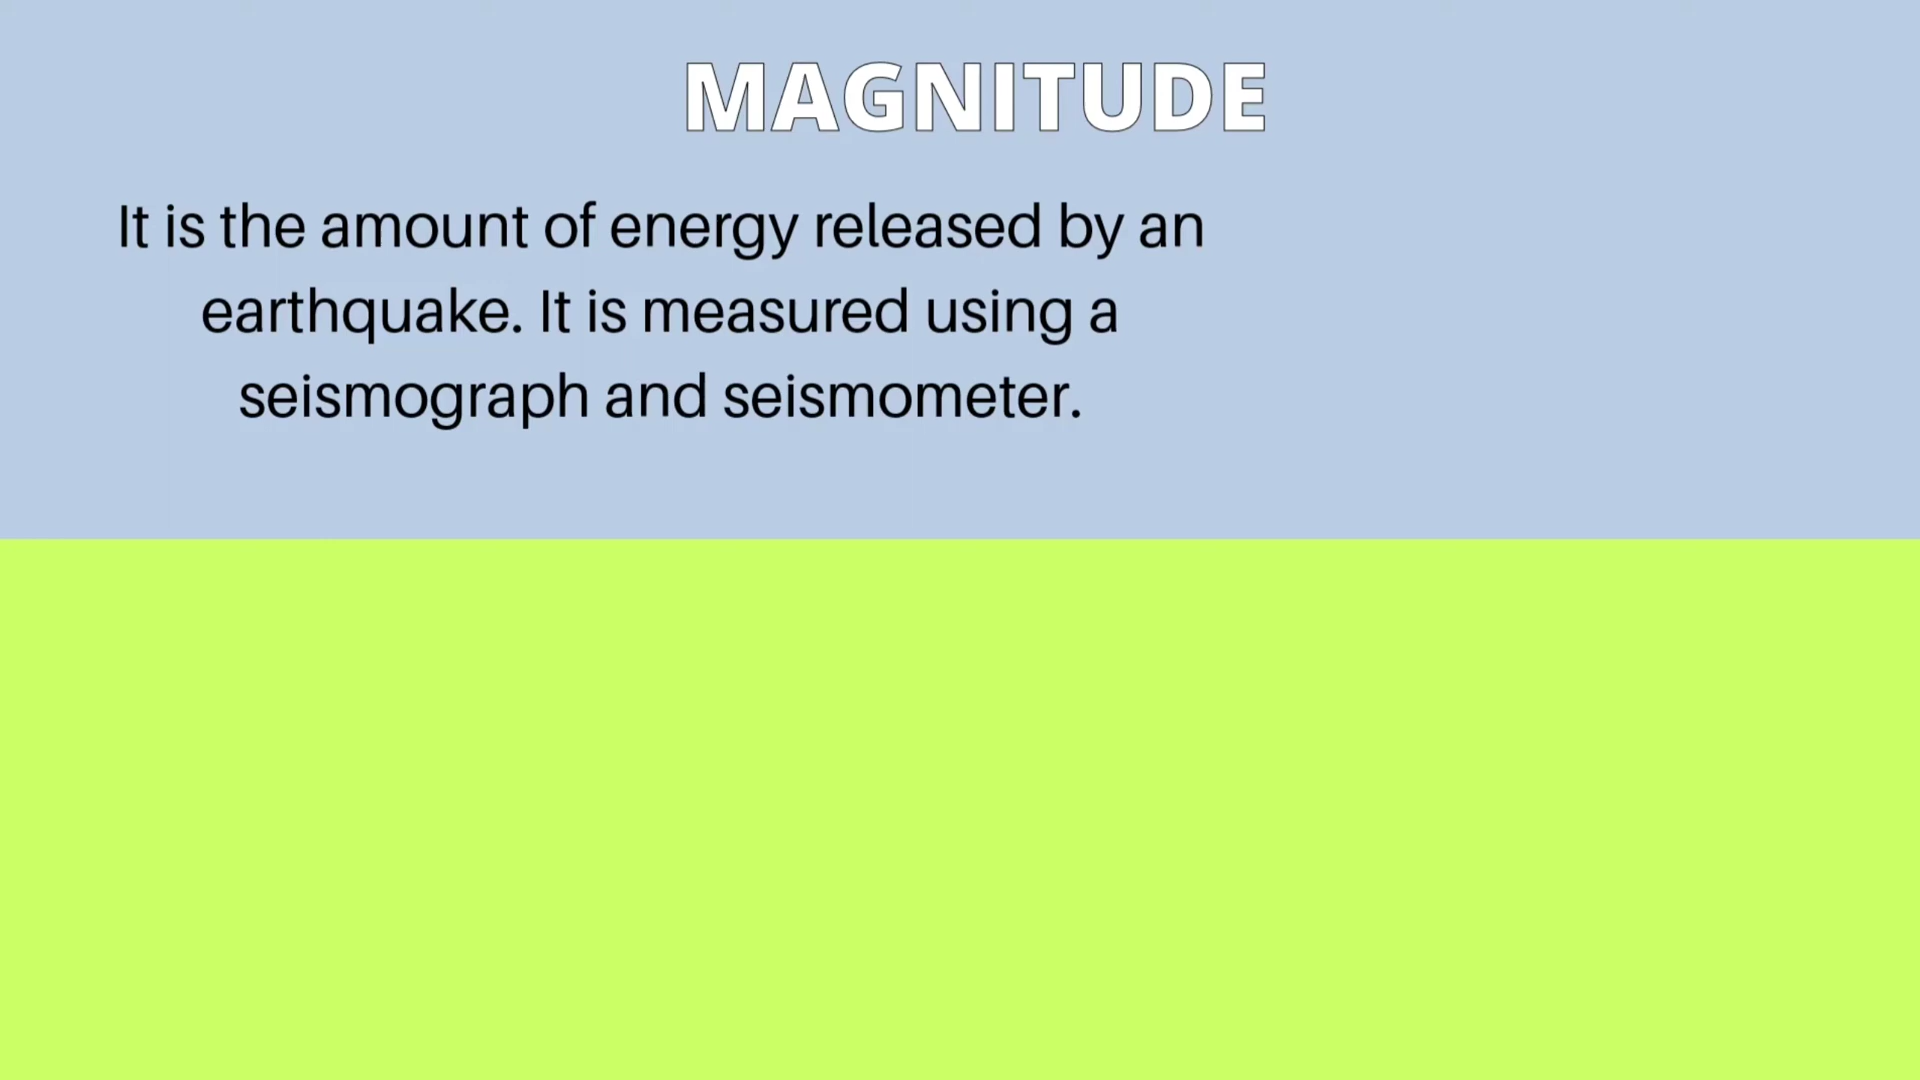 MAGNITUDE
It is the amount of energy released by an
earthquake. It is measured using a
seismograph and seismometer.